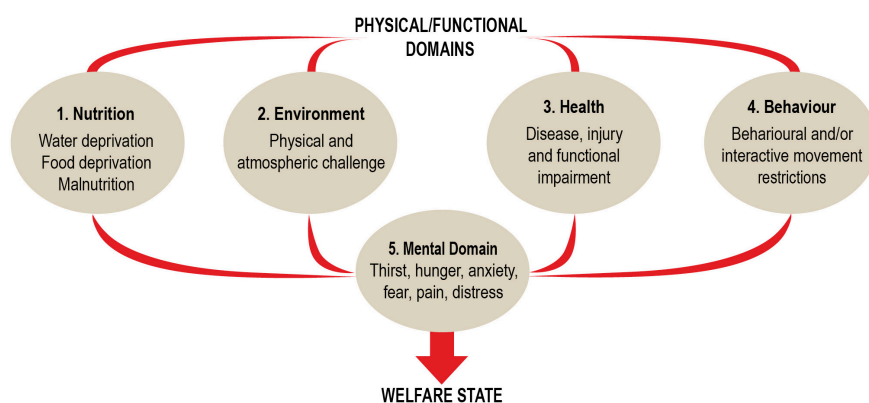 PHYSICAL/FUNCTIONAL
DOMAINS
1. Nutrition
Water deprivation
Food deprivation
Malnutrition
2. Environment
Physical and
atmospheric challenge
3. Health
Disease, injury
and functional
impairment
4. Behaviour
Beharioural and/or
interactive movement
restrictions
5. Mental Domain
Thirst, hunger, anxiety,
fear, pain, distress
WELFARE STATE